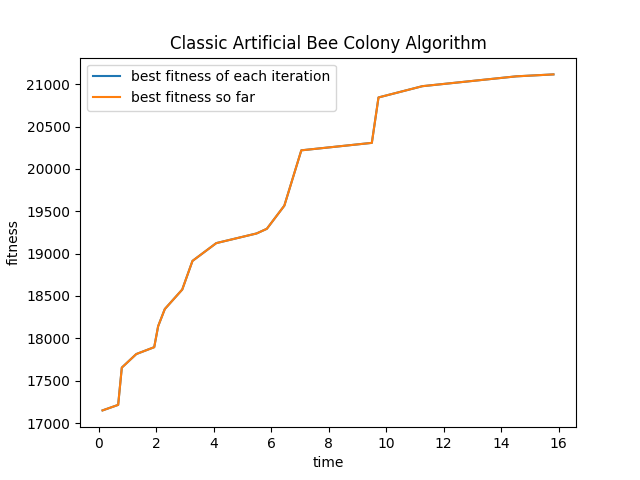 Classic Artificial Bee Colony Algorithm
best fitness of each iteration
best fitness so far
21000
20500
20000
19500
19000
18500
18000
17500
17000
fitness
0 2 4 6 8 10 12 14 16
time